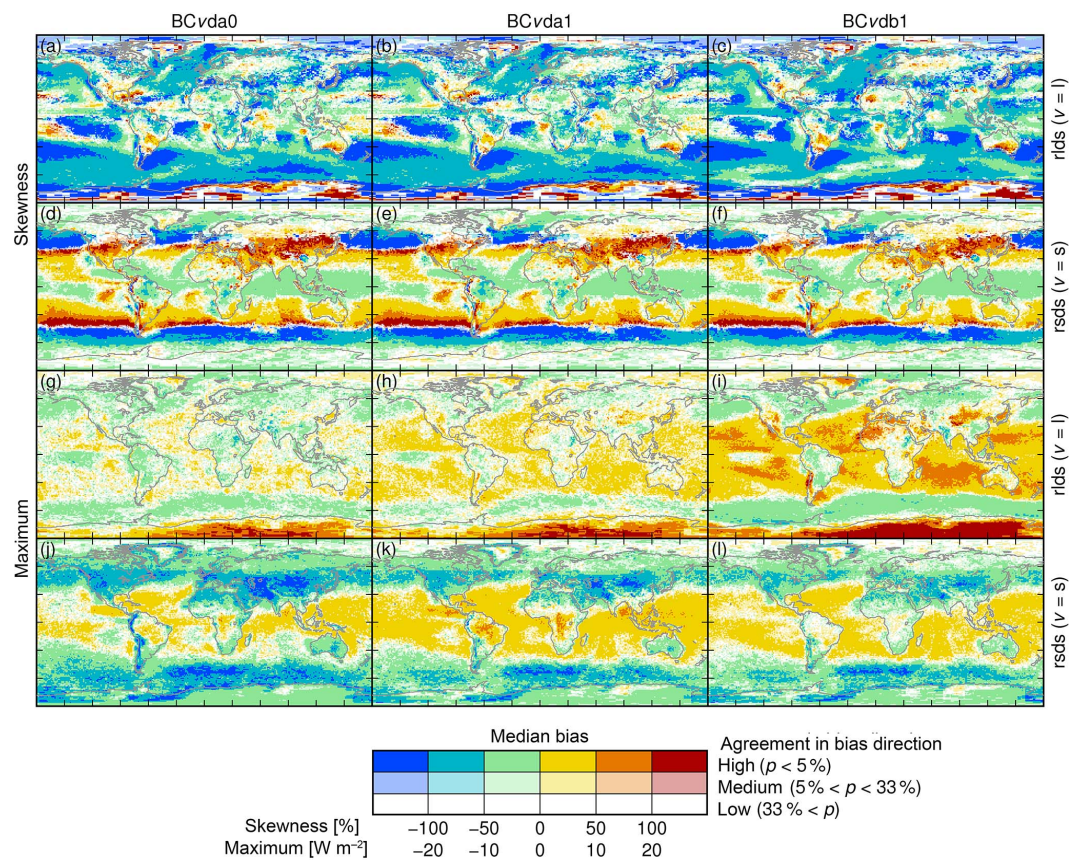 BCvda0 BCvda1 BCvdb1
(a) (b) (c)
Skewness
rlds (v = l)
(d) (e) (f)
rsds (v = s)
(g) (h) (i)
Maximum
rlds (v = l)
(j) (k) (l)
rsds (v = s)
Median bias
Agreement in bias direction
High (p < 5 %)
Medium (5 % < p < 33 %)
Low (33 % < p)
Skewness [%] −100 −50 0 50 100
Maximum [W m⁻²] −20 −10 0 10 20